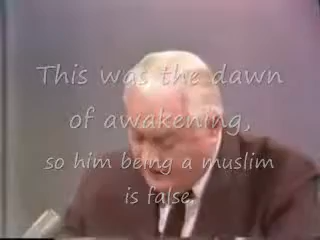 This was the dawn
of awakening,
so him being a muslim
is false.